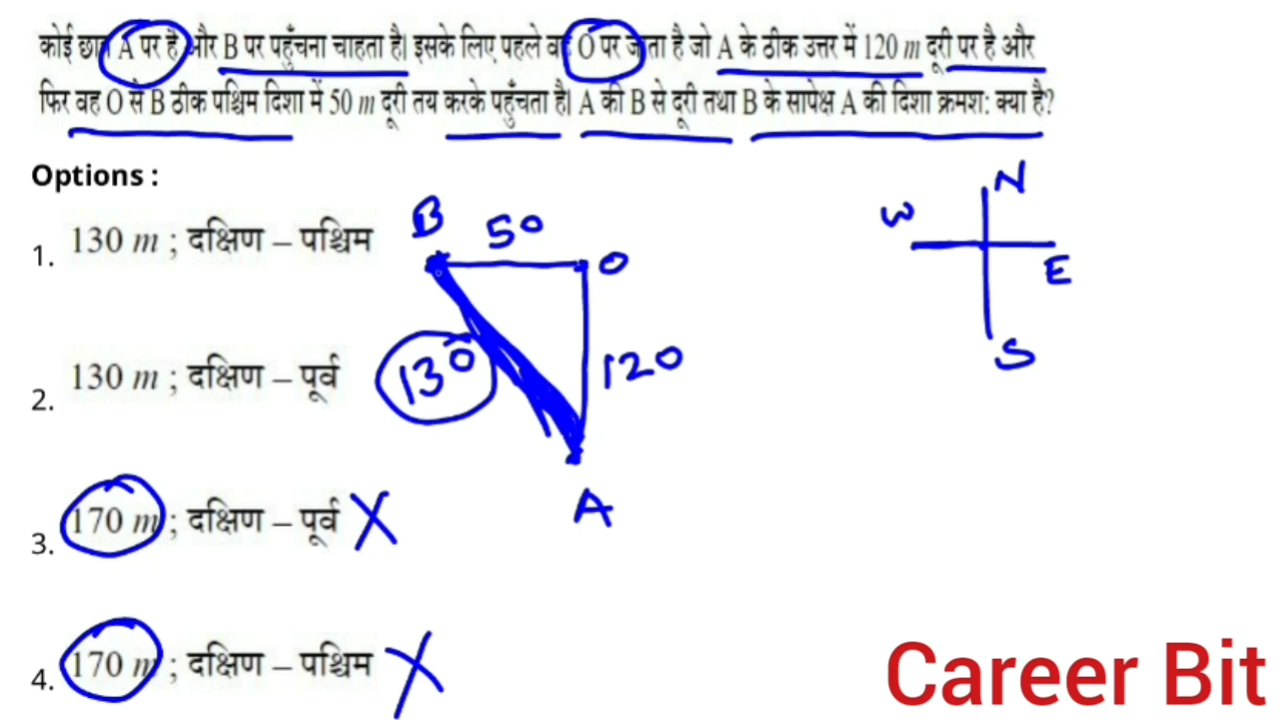 कोई छात्र A पर है और B पर पहुँचना चाहता है। इसके लिए पहले वह O पर जाता है जो A के ठीक उत्तर में 120 m दूरी पर है और
फिर वह O से B ठीक पश्चिम दिशा में 50 m दूरी तय करके पहुँचता है। A की B से दूरी तथा B के सापेक्ष A की दिशा क्रमश: क्या है?
Options :
1. 130 m ; दक्षिण – पश्चिम
2. 130 m ; दक्षिण – पूर्व
3. 170 m ; दक्षिण – पूर्व X
4. 170 m ; दक्षिण – पश्चिम X
B 50 O
130 120
A
N
W
E
S
Career Bit